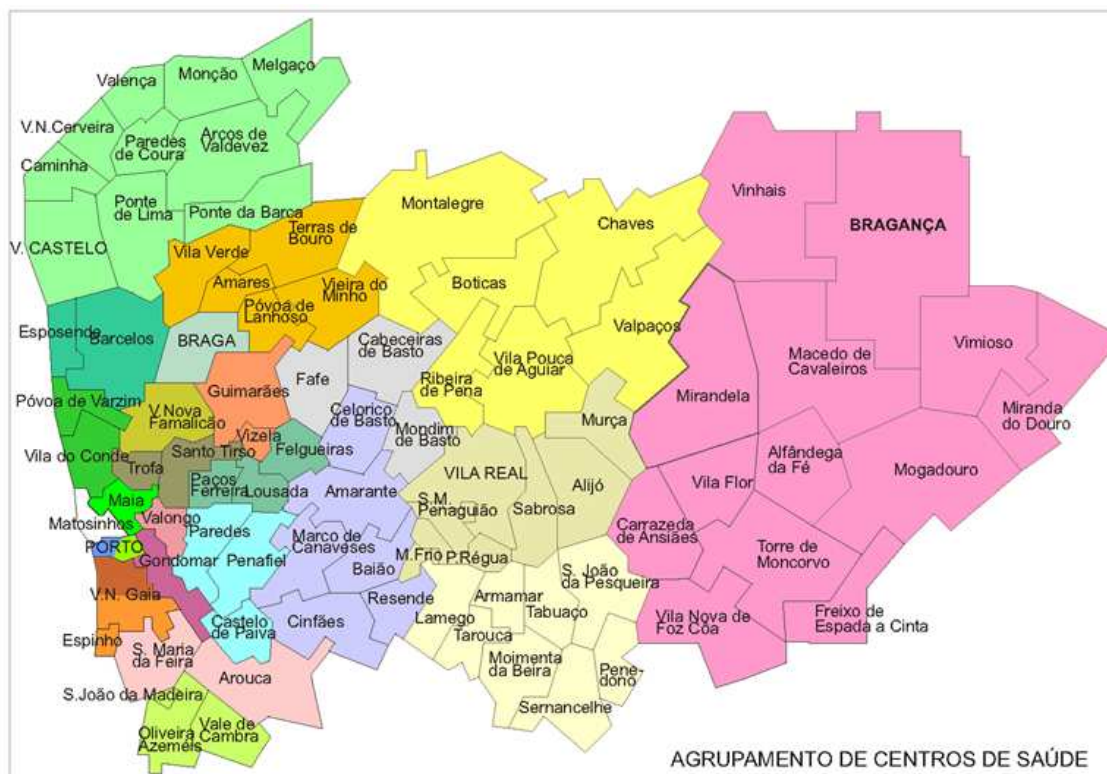 Melgaço
Monção
Valença
V.N.Cerveira
Paredes
de Coura
Arcos de
Valdevez
Caminha
Ponte
de Lima
Ponte da Barca
V. CASTELO
Vila Verde
Terras de
Bouro
Amares
Vieira do
Minho
Póvoa de
Lanhoso
Montalegre
Chaves
Boticas
Valpaços
Vinhais
BRAGANÇA
Esposende
Barcelos
BRAGA
Cabeceiras
de Basto
Vila Pouca
de Aguiar
Macedo de
Cavaleiros
Vimioso
Guimarães
Fafe
Ribeira
de Pena
Mirandela
Miranda
do Douro
Póvoa de Varzim
V.Nova
Famalicão
Celorico
de Basto
Mondim
de Basto
Murça
Vizela
Felgueiras
Santo Tirso
Vila do Conde
Trofa
VILA REAL
Alijó
Vila Flor
Alfândega
da Fé
Mogadouro
Paços
Ferreira
Lousada
Amarante
S.M.
Penaguião
Sabrosa
Maia
Matosinhos
Valongo
Paredes
Marco de
Canaveses
Carrazeda
de Ansiães
Torre de
Moncorvo
PORTO
Gondomar
Penafiel
Baião
M.Frio
P.Régua
S. João
da Pesqueira
V.N. Gaia
Resende
Armamar
Tabuaço
Lamego
Castelo
de Paiva
Cinfães
Tarouca
Vila Nova de
Foz Côa
Freixo de
Espada a Cinta
Espinho
S. Maria
da Feira
Arouca
Moimenta
da Beira
Pene-
dono
S.João da Madeira
Sernancelhe
Oliveira
Azeméis
Vale de
Cambra
AGRUPAMENTO DE CENTROS DE SAÚDE